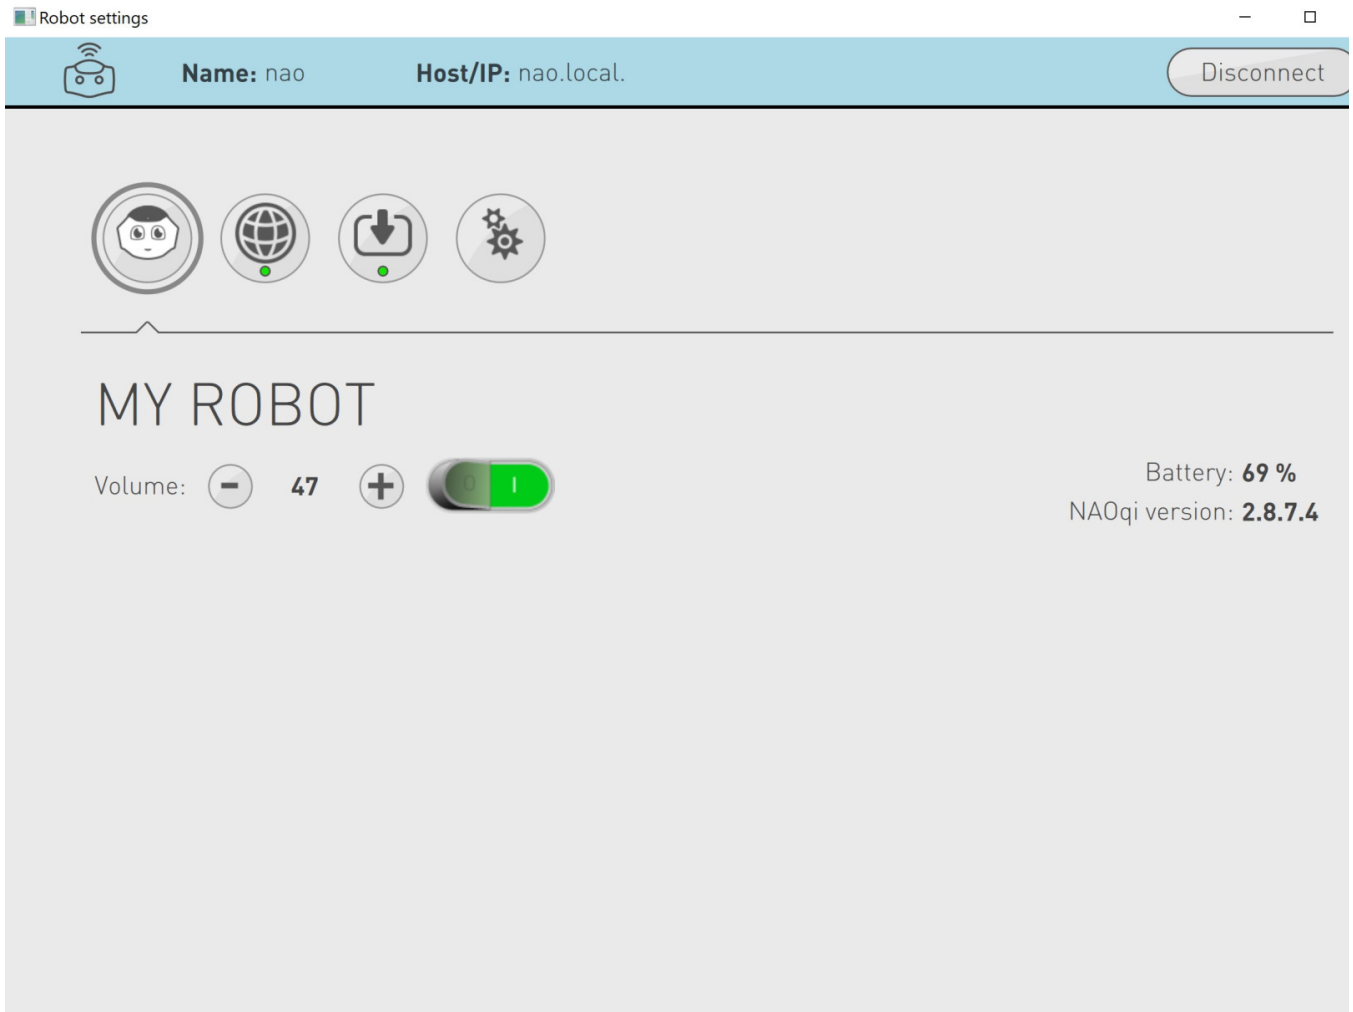 Robot settings
Name: nao Host/IP: nao.local. Disconnect
MY ROBOT
Volume: - 47 + O I
Battery: 69 %
NAOqi version: 2.8.7.4